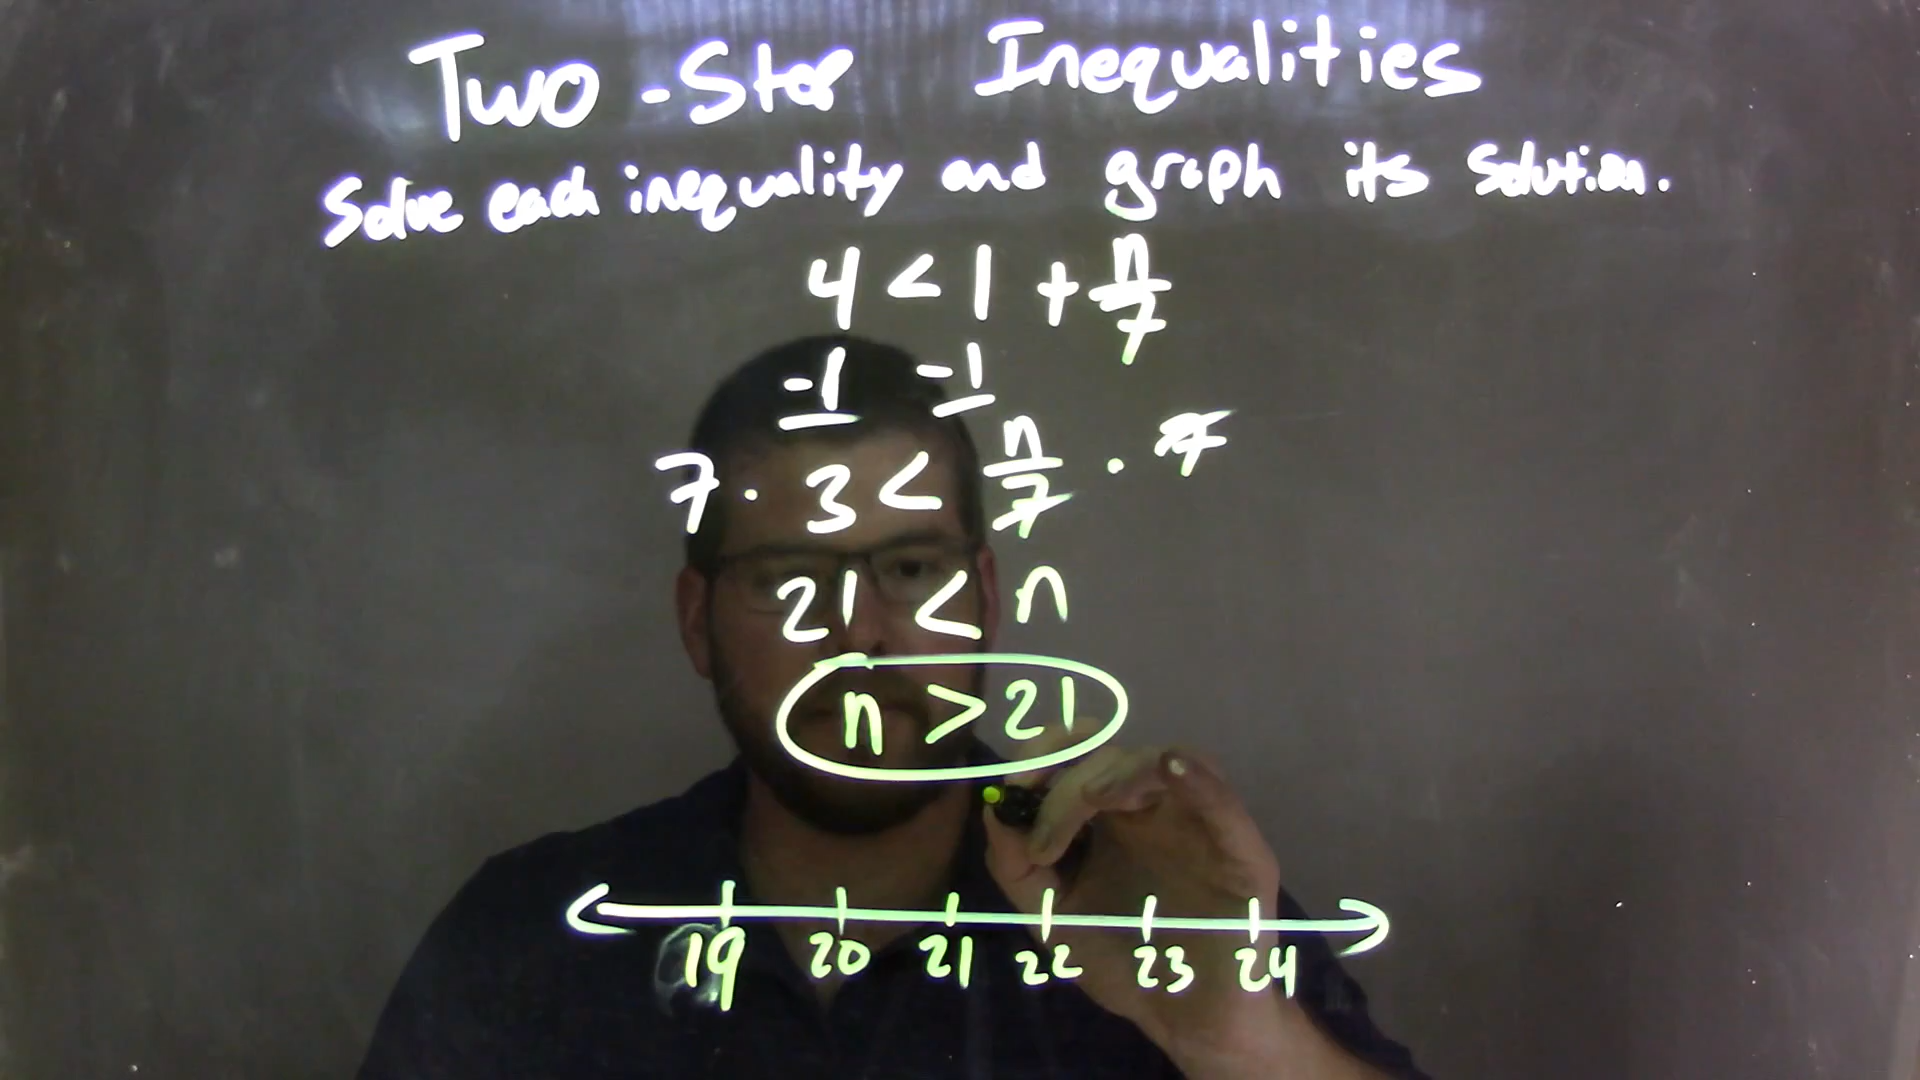 Two-Step Inequalities
Solve each inequality and graph its solution.
4 < 1 + n/7
-1 -1
7 · 3 < n/7 · 7
21 < n
n > 21
19 20 21 22 23 24